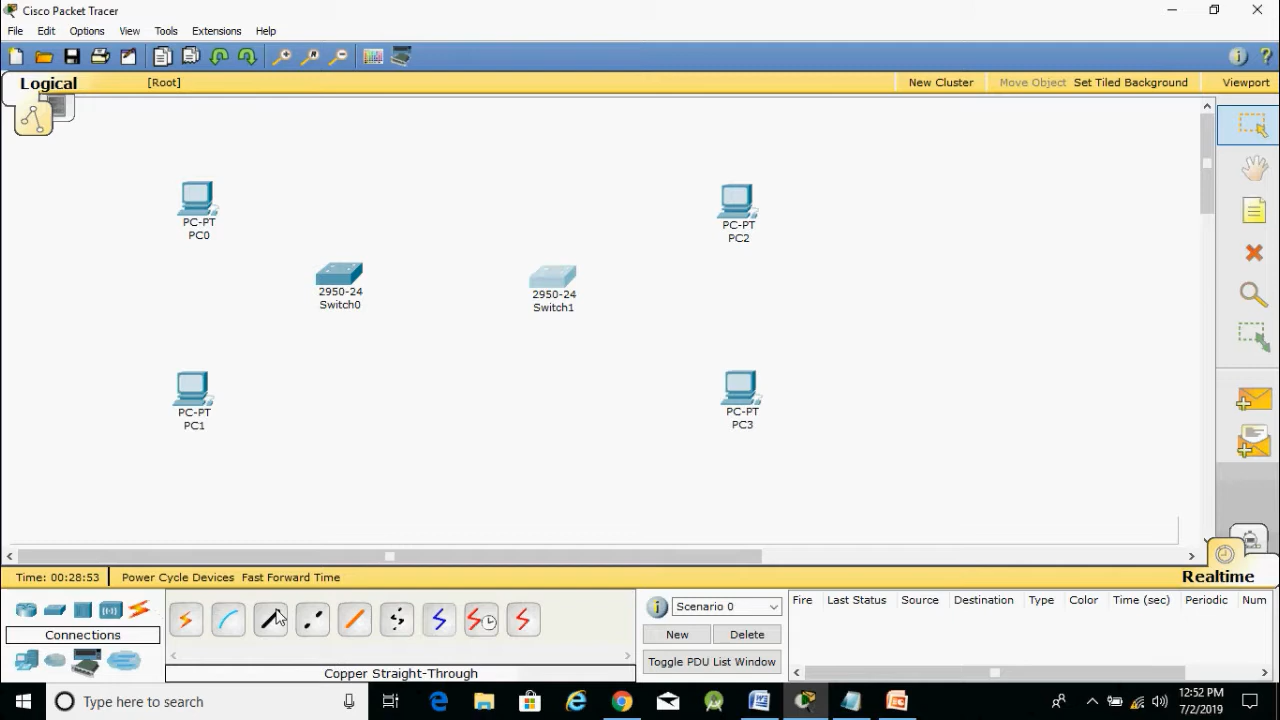 Cisco Packet Tracer
File Edit Options View Tools Extensions Help
Logical [Root] New Cluster Move Object Set Tiled Background Viewport
PC-PT
PC0
PC-PT
PC2
2950-24
Switch0
2950-24
Switch1
PC-PT
PC1
PC-PT
PC3
Time: 00:28:53 Power Cycle Devices Fast Forward Time Realtime
Scenario 0
Fire Last Status Source Destination Type Color Time (sec) Periodic Num
Connections
New Delete
Toggle PDU List Window
Copper Straight-Through
Type here to search
12:52 PM
7/2/2019